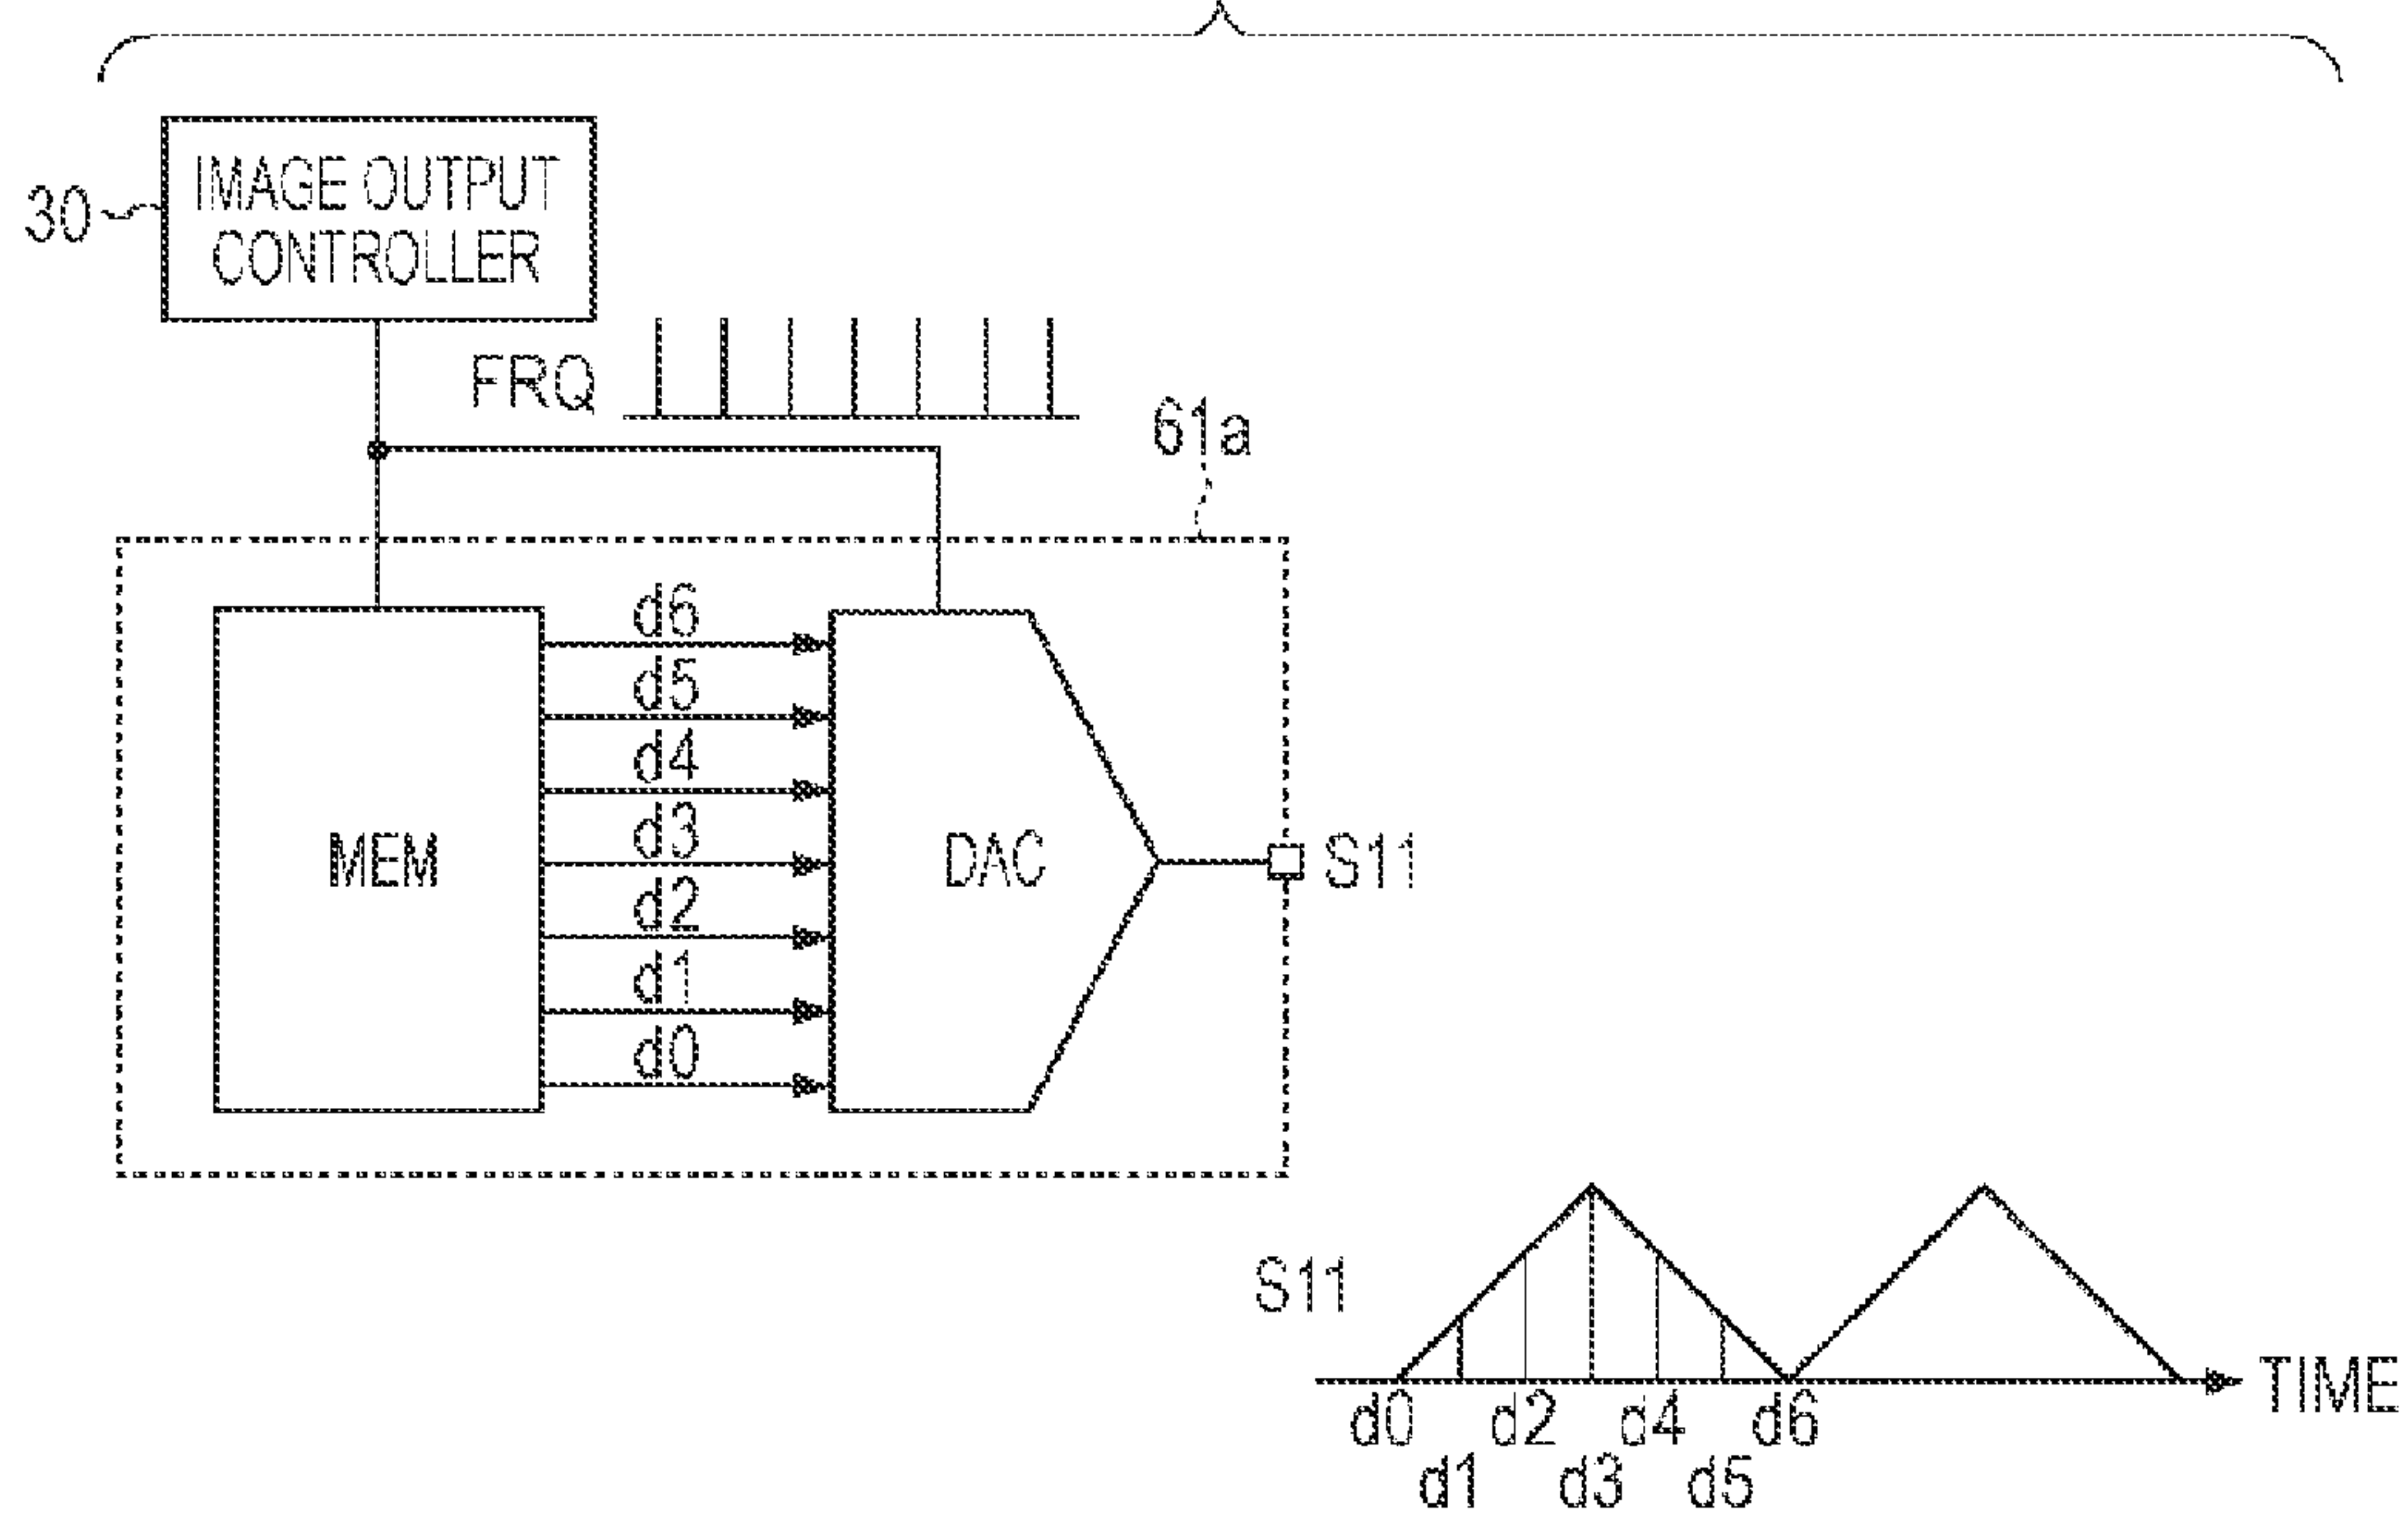 IMAGE OUTPUT
CONTROLLER
30
FRQ
61a
d6
d5
d4
d3
d2
d1
d0
MEM
DAC
S11
S11
TIME
d0
d2
d4
d6
d1
d3
d5